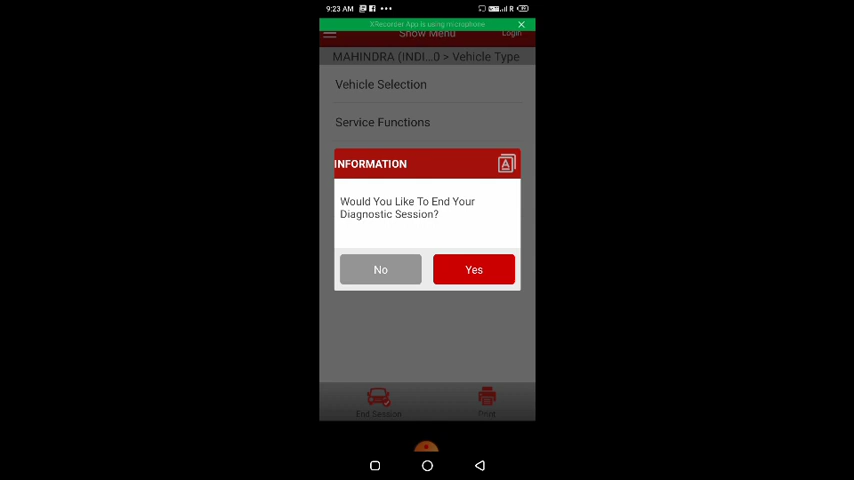 9:23 AM
XRecorder App is using microphone
Show Menu
Login
MAHINDRA (INDI...0 > Vehicle Type
Vehicle Selection
Service Functions
INFORMATION
Would You Like To End Your
Diagnostic Session?
No
Yes
End Session
Print